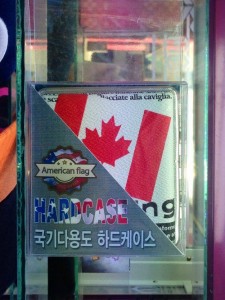 acciate alla caviglia.
American flag
HARDCASE
ng
국기다용도 하드케이스